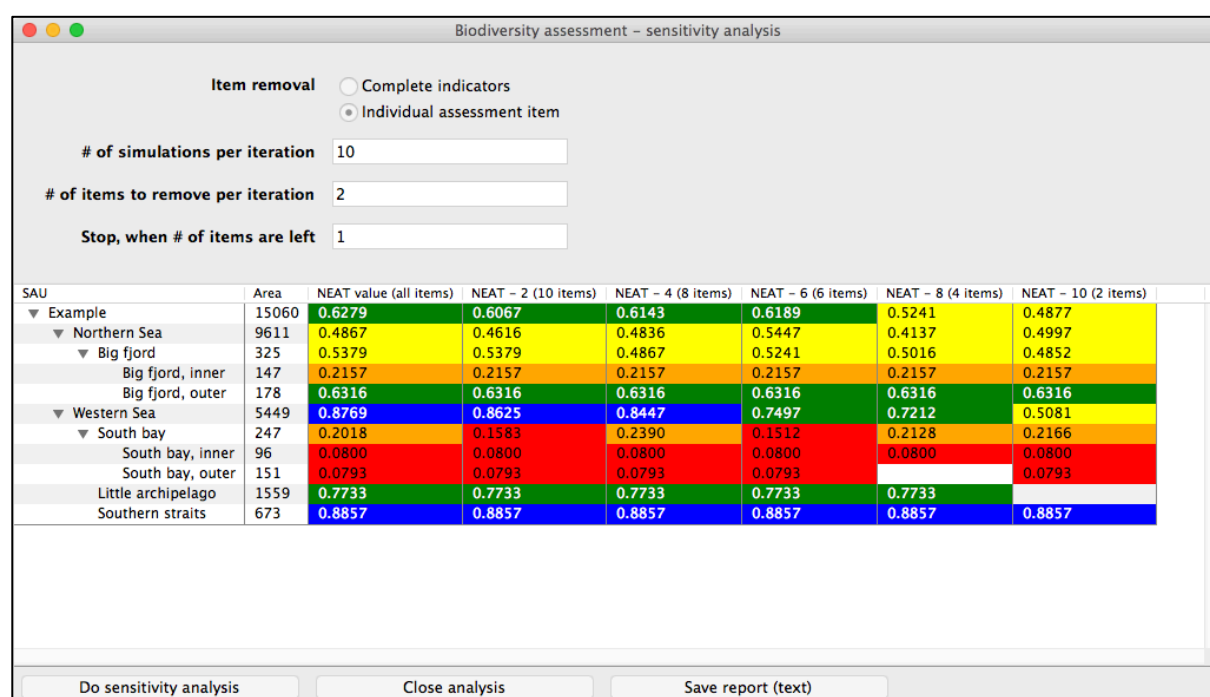 Biodiversity assessment – sensitivity analysis
Item removal Complete indicators
Individual assessment item
# of simulations per iteration 10
# of items to remove per iteration 2
Stop, when # of items are left 1
SAU Area NEAT value (all items) NEAT – 2 (10 items) NEAT – 4 (8 items) NEAT – 6 (6 items) NEAT – 8 (4 items) NEAT – 10 (2 items)
Example 15060 0.6279 0.6067 0.6143 0.6189 0.5241 0.4877
Northern Sea 9611 0.4867 0.4616 0.4836 0.5447 0.4137 0.4997
Big fjord 325 0.5379 0.5379 0.4867 0.5241 0.5016 0.4852
Big fjord, inner 147 0.2157 0.2157 0.2157 0.2157 0.2157 0.2157
Big fjord, outer 178 0.6316 0.6316 0.6316 0.6316 0.6316 0.6316
Western Sea 5449 0.8769 0.8625 0.8447 0.7497 0.7212 0.5081
South bay 247 0.2018 0.1583 0.2390 0.1512 0.2128 0.2166
South bay, inner 96 0.0800 0.0800 0.0800 0.0800 0.0800 0.0800
South bay, outer 151 0.0793 0.0793 0.0793 0.0793 0.0793
Little archipelago 1559 0.7733 0.7733 0.7733 0.7733 0.7733
Southern straits 673 0.8857 0.8857 0.8857 0.8857 0.8857 0.8857
Do sensitivity analysis Close analysis Save report (text)